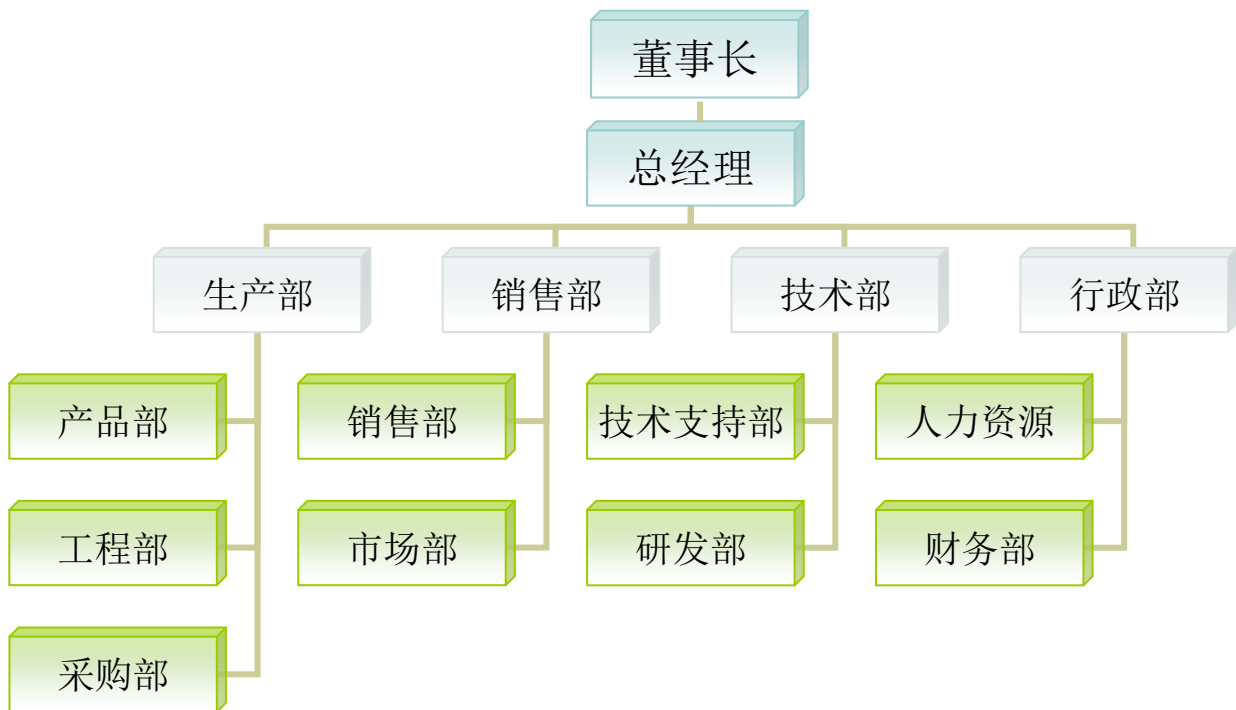 董事长
总经理
生产部
销售部
技术部
行政部
产品部
销售部
技术支持部
人力资源
工程部
市场部
研发部
财务部
采购部